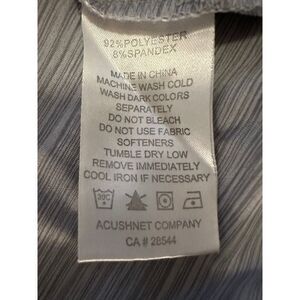 92%POLYESTER
8%SPANDEX
MADE IN CHINA
MACHINE WASH COLD
WASH DARK COLORS
SEPARATELY
DO NOT BLEACH
DO NOT USE FABRIC
SOFTENERS
TUMBLE DRY LOW
REMOVE IMMEDIATELY
COOL IRON IF NECESSARY
30C
ACUSHNET COMPANY
CA # 28544